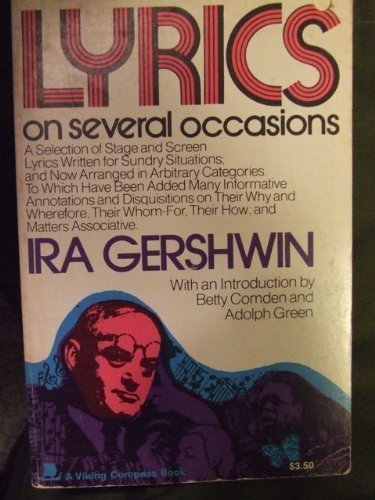 LYRICS
on several occasions
A Selection of Stage and Screen
Lyrics Written for Sundry Situations;
and Now Arranged in Arbitrary Categories.
To Which Have Been Added Many Informative
Annotations and Disquisitions on Their Why and
Wherefore, Their Whom-For, Their How; and
Matters Associative.
IRA GERSHWIN
With an Introduction by
Betty Comden and
Adolph Green
A Viking Compass Book
$3.50